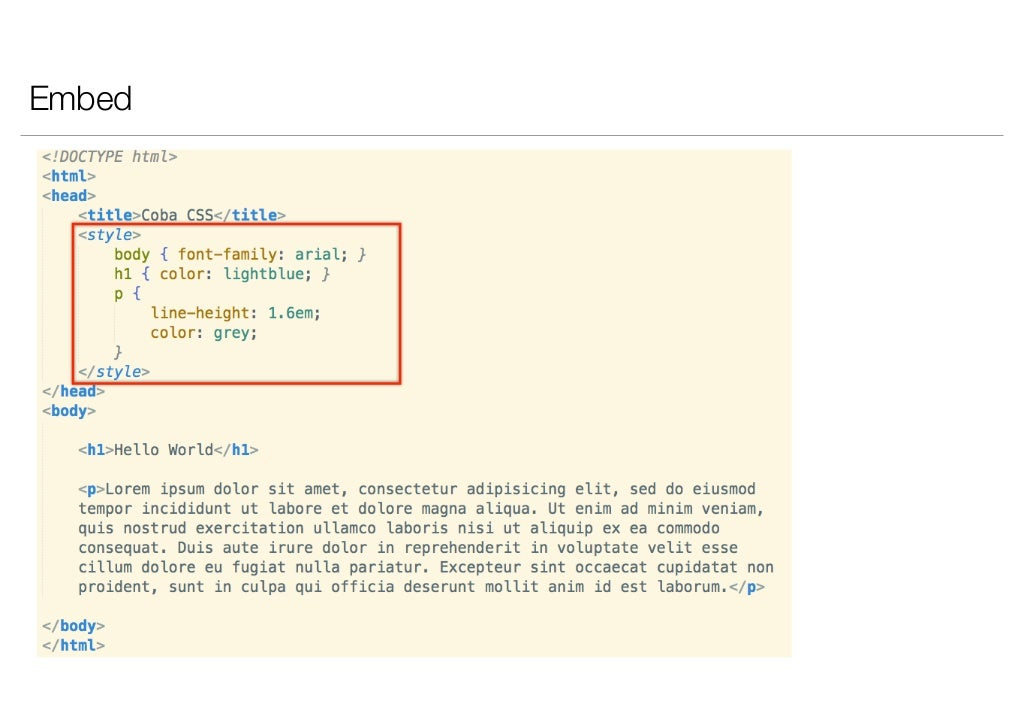 Embed
<!DOCTYPE html>
<html>
<head>
    <title>Coba CSS</title>
    <style>
        body { font-family: arial; }
        h1 { color: lightblue; }
        p {
            line-height: 1.6em;
            color: grey;
        }
    </style>
</head>
<body>

    <h1>Hello World</h1>

    <p>Lorem ipsum dolor sit amet, consectetur adipisicing elit, sed do eiusmod
    tempor incididunt ut labore et dolore magna aliqua. Ut enim ad minim veniam,
    quis nostrud exercitation ullamco laboris nisi ut aliquip ex ea commodo
    consequat. Duis aute irure dolor in reprehenderit in voluptate velit esse
    cillum dolore eu fugiat nulla pariatur. Excepteur sint occaecat cupidatat non
    proident, sunt in culpa qui officia deserunt mollit anim id est laborum.</p>

</body>
</html>